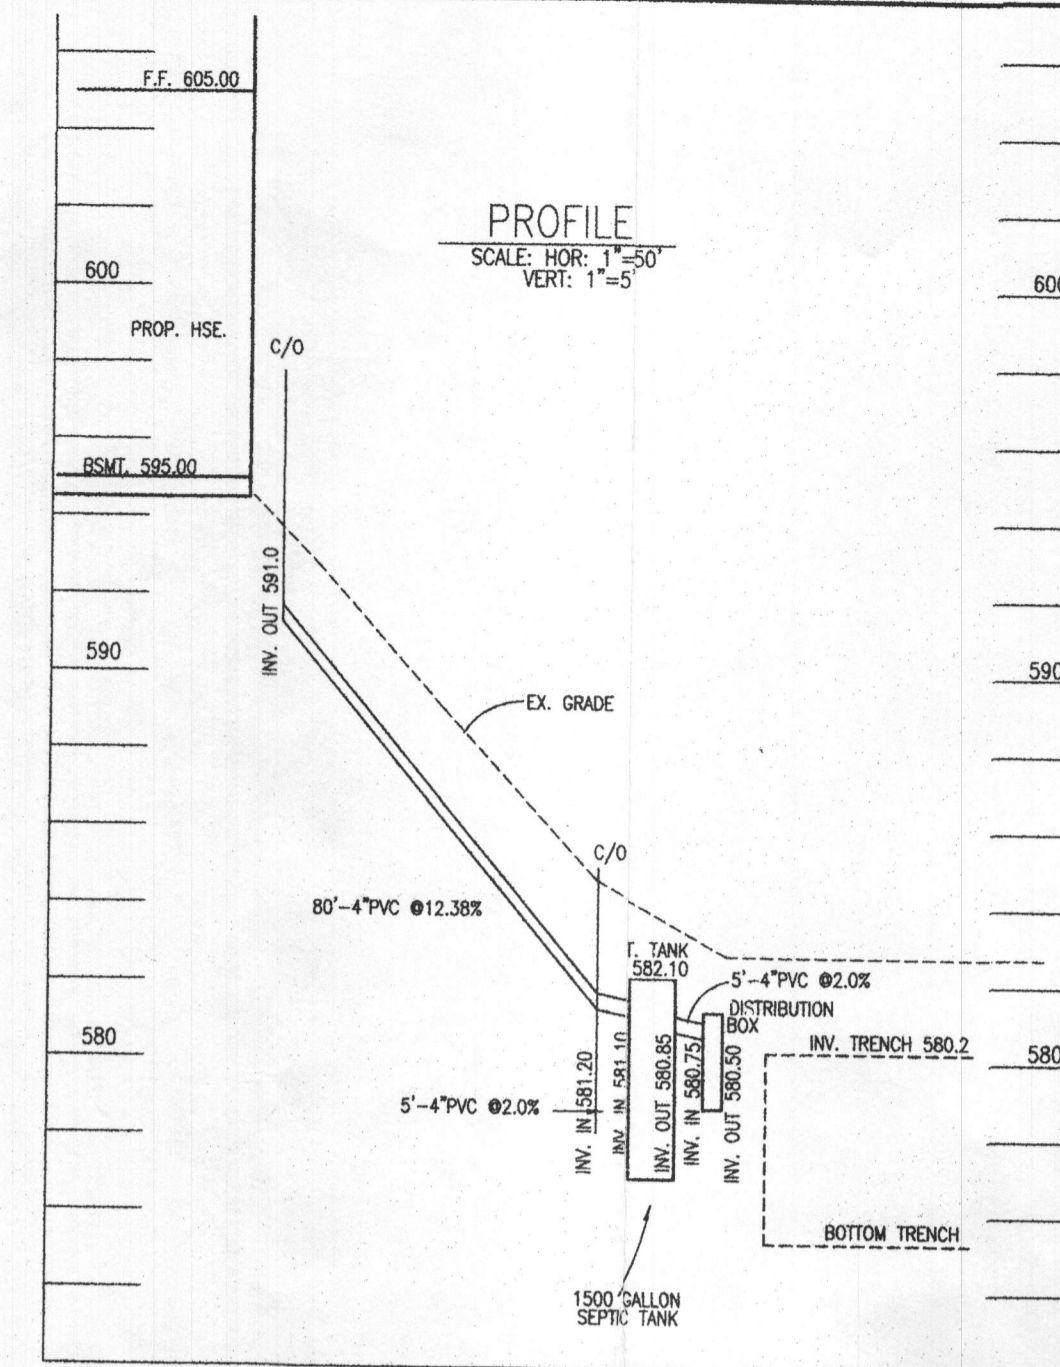 F.F. 605.00
PROFILE
SCALE: HOR: 1"=50'
VERT: 1"=5'
600
600
PROP. HSE.
C/O
BSMT. 595.00
INV. OUT 591.0
590
590
EX. GRADE
C/O
80'-4"PVC @12.38%
T. TANK
582.10
5'-4"PVC @2.0%
DISTRIBUTION
BOX
580
INV. TRENCH 580.2
580
5'-4"PVC @2.0%
INV. IN 581.20
INV. IN 581.10
INV. OUT 580.85
INV. IN 580.75
INV. OUT 580.50
BOTTOM TRENCH
1500 GALLON
SEPTIC TANK